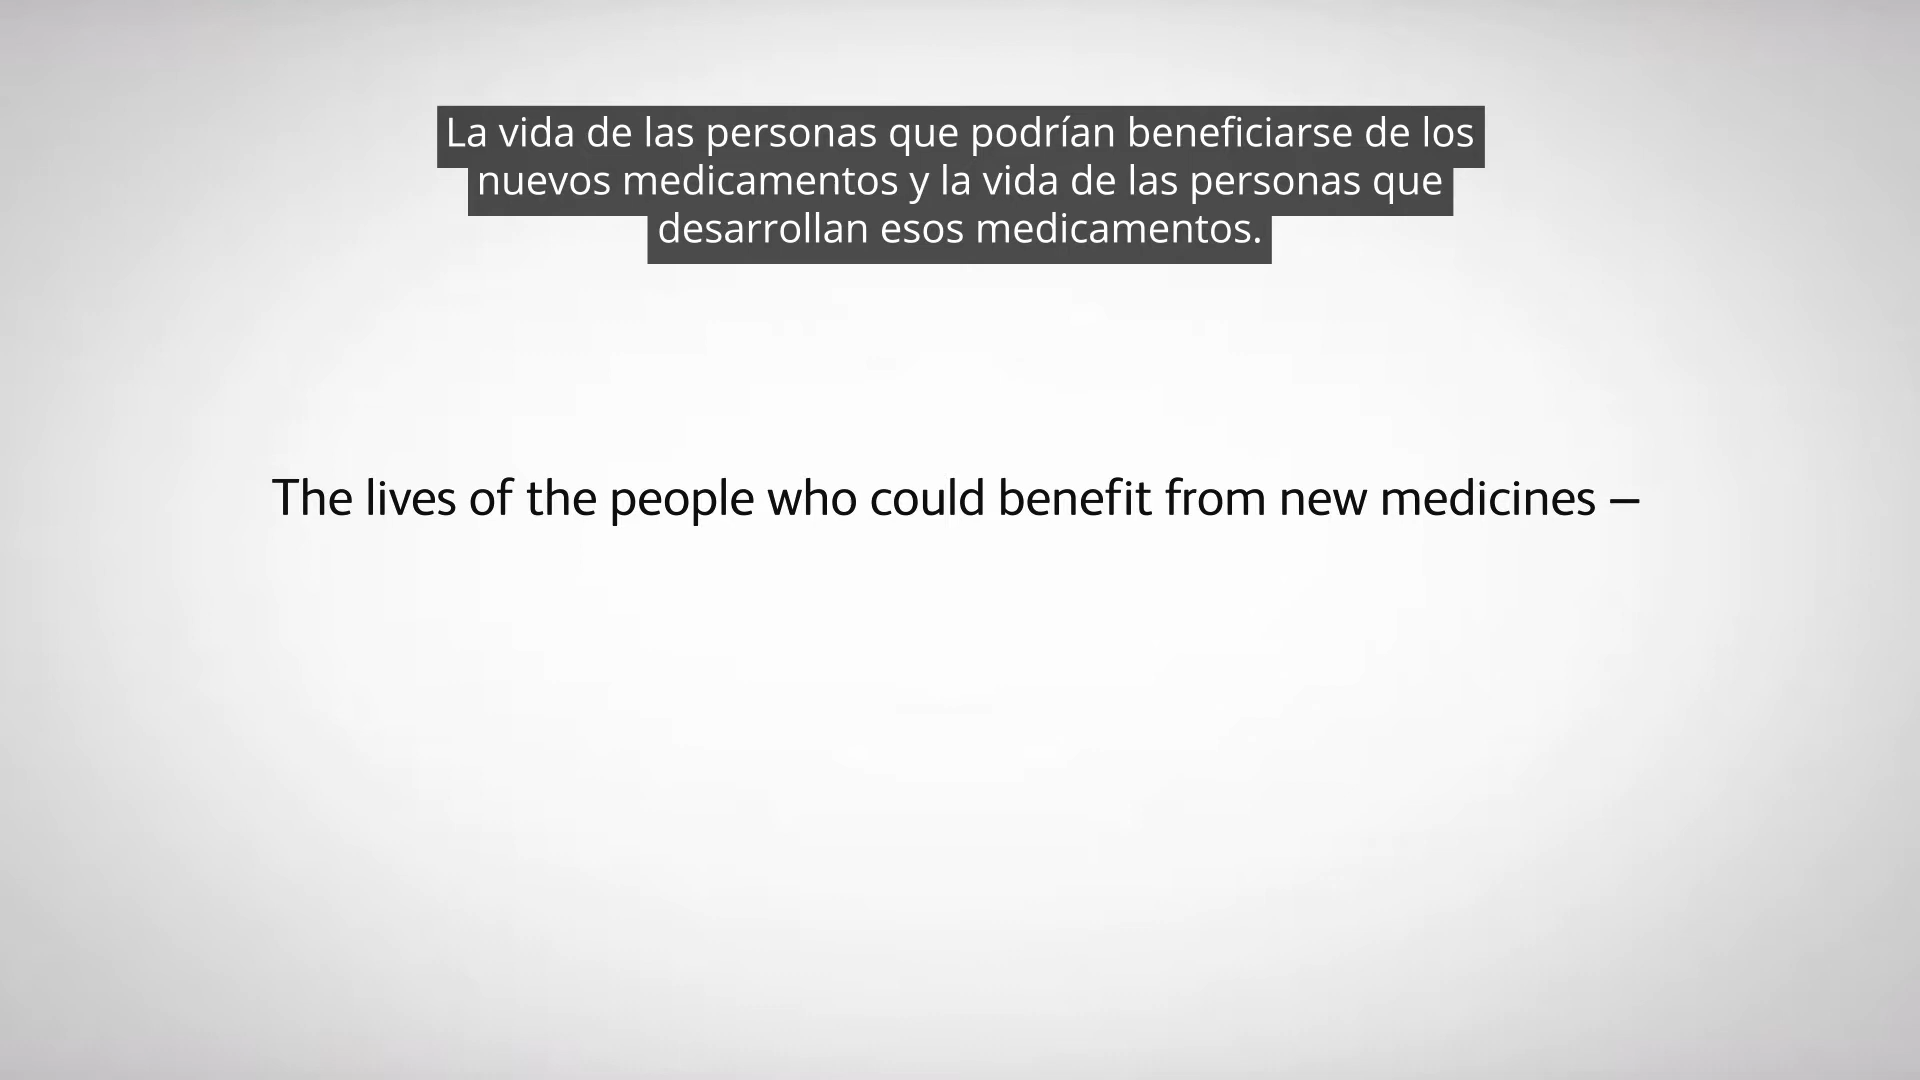 La vida de las personas que podrían beneficiarse de los
nuevos medicamentos y la vida de las personas que
desarrollan esos medicamentos.
The lives of the people who could benefit from new medicines –